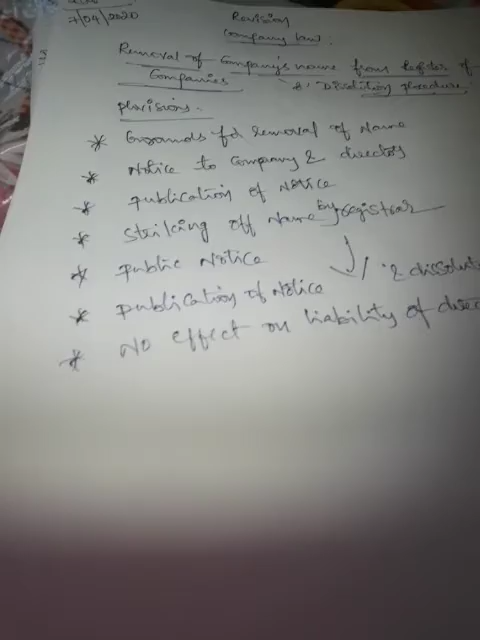 7/04/2020
Revision
Company law.
Removal of Company's name from Register of
Companies & Dissolution procedure.
provisions.
* Grounds for removal of Name
* Notice to Company & directors
* publication of Notice
* striking off Name by registrar
* public Notice
* publication of Notice & dissolut
* No effect on liability of direc